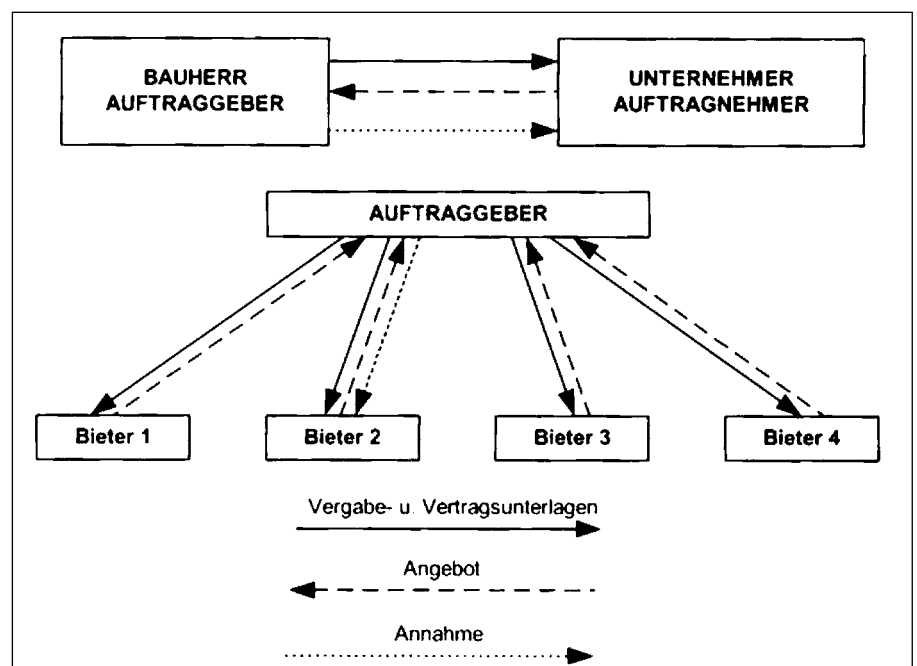 BAUHERR
AUFTRAGGEBER
UNTERNEHMER
AUFTRAGNEHMER
AUFTRAGGEBER
Bieter 1
Bieter 2
Bieter 3
Bieter 4
Vergabe- u. Vertragsunterlagen
Angebot
Annahme